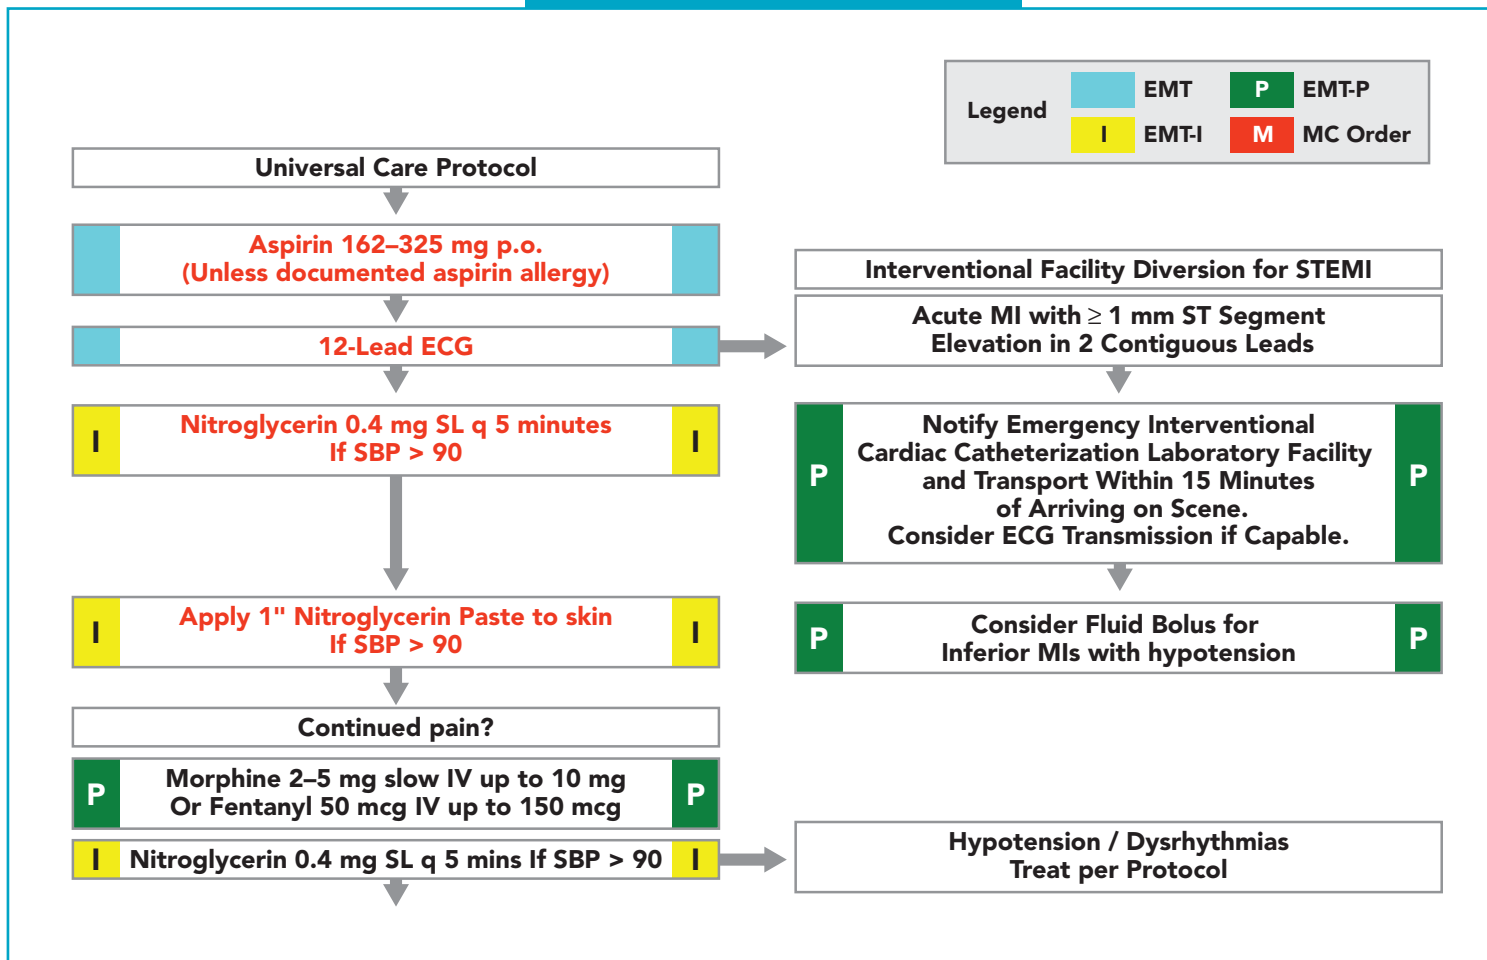 Legend
EMT
P EMT-P
I EMT-I
M MC Order
Universal Care Protocol
Aspirin 162–325 mg p.o.
(Unless documented aspirin allergy)
12-Lead ECG
I Nitroglycerin 0.4 mg SL q 5 minutes I
If SBP > 90
I Apply 1" Nitroglycerin Paste to skin I
If SBP > 90
Continued pain?
P Morphine 2–5 mg slow IV up to 10 mg P
Or Fentanyl 50 mcg IV up to 150 mcg
I Nitroglycerin 0.4 mg SL q 5 mins If SBP > 90 I
Interventional Facility Diversion for STEMI
Acute MI with ≥ 1 mm ST Segment
Elevation in 2 Contiguous Leads
Notify Emergency Interventional
Cardiac Catheterization Laboratory Facility
P and Transport Within 15 Minutes P
of Arriving on Scene.
Consider ECG Transmission if Capable.
P Consider Fluid Bolus for P
Inferior MIs with hypotension
Hypotension / Dysrhythmias
Treat per Protocol